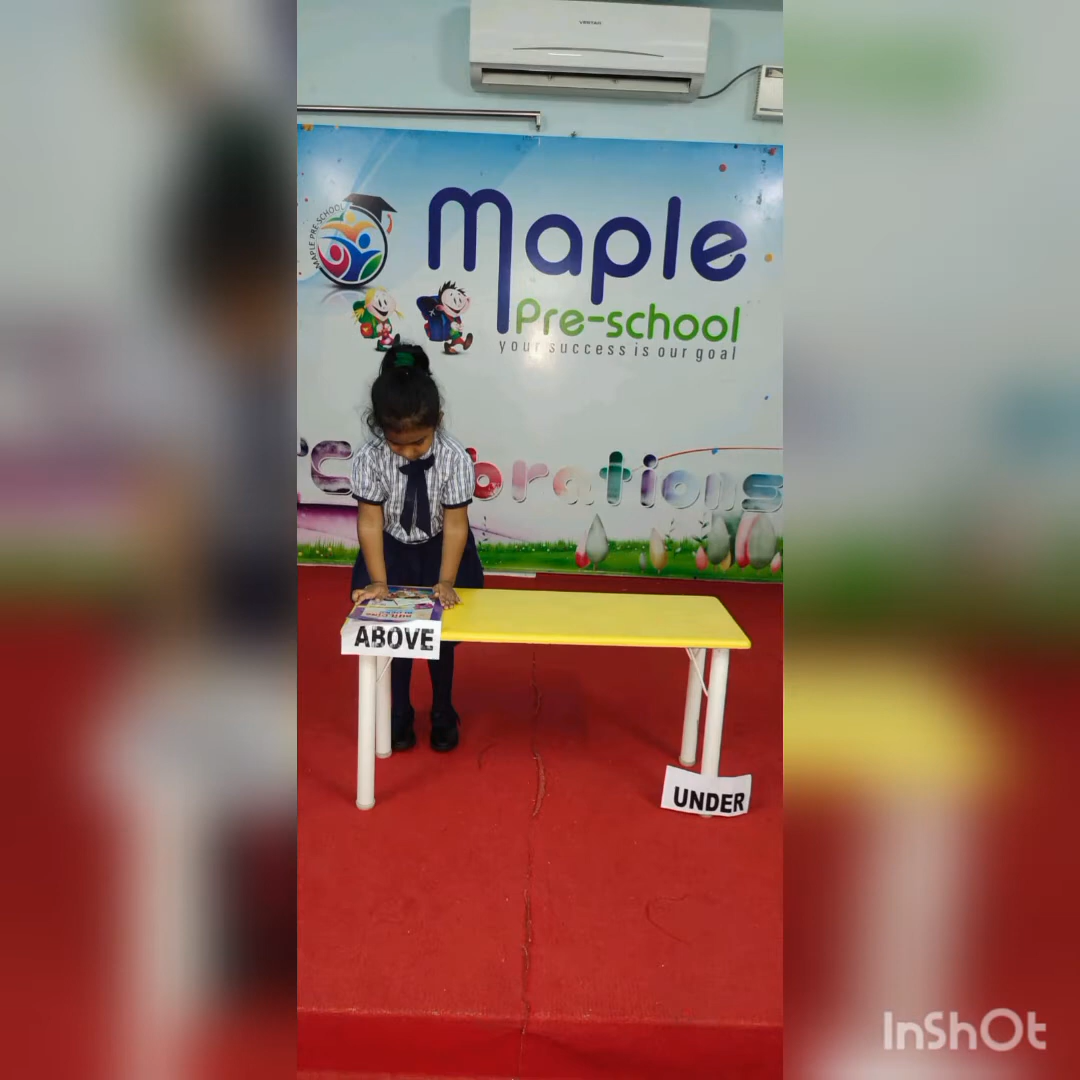 MAPLE PRE-SCHOOL
maple
Pre-school
your success is our goal
ABOVE
UNDER
InShOt